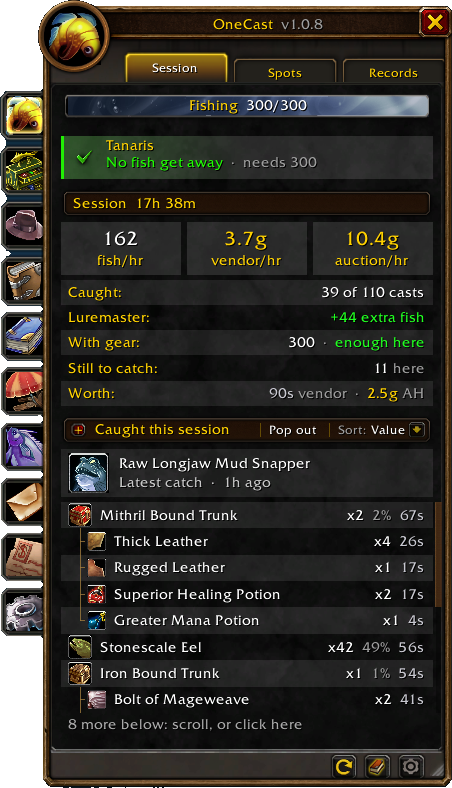 OneCast v1.0.8
Session
Spots
Records
Fishing 300/300
Tanaris
No fish get away · needs 300
Session 17h 38m
162 3.7g 10.4g
fish/hr vendor/hr auction/hr
Caught: 39 of 110 casts
Luremaster: +44 extra fish
With gear: 300 · enough here
Still to catch: 11 here
Worth: 90s vendor · 2.5g AH
Caught this session Pop out Sort: Value
Raw Longjaw Mud Snapper
Latest catch · 1h ago
Mithril Bound Trunk x2 2% 67s
Thick Leather x4 26s
Rugged Leather x1 17s
Superior Healing Potion x2 17s
Greater Mana Potion x1 4s
Stonescale Eel x42 49% 56s
Iron Bound Trunk x1 1% 54s
Bolt of Mageweave x2 41s
8 more below: scroll, or click here